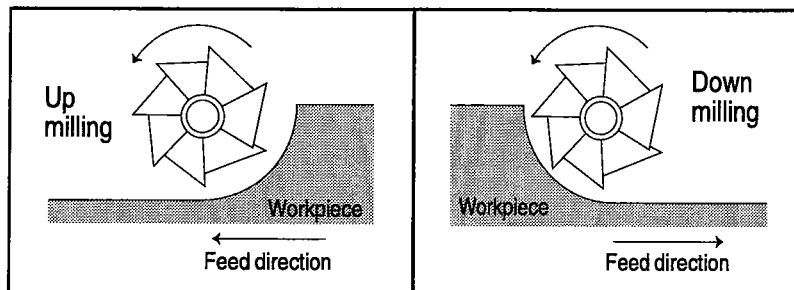 Up
milling
Workpiece
Feed direction
Down
milling
Workpiece
Feed direction